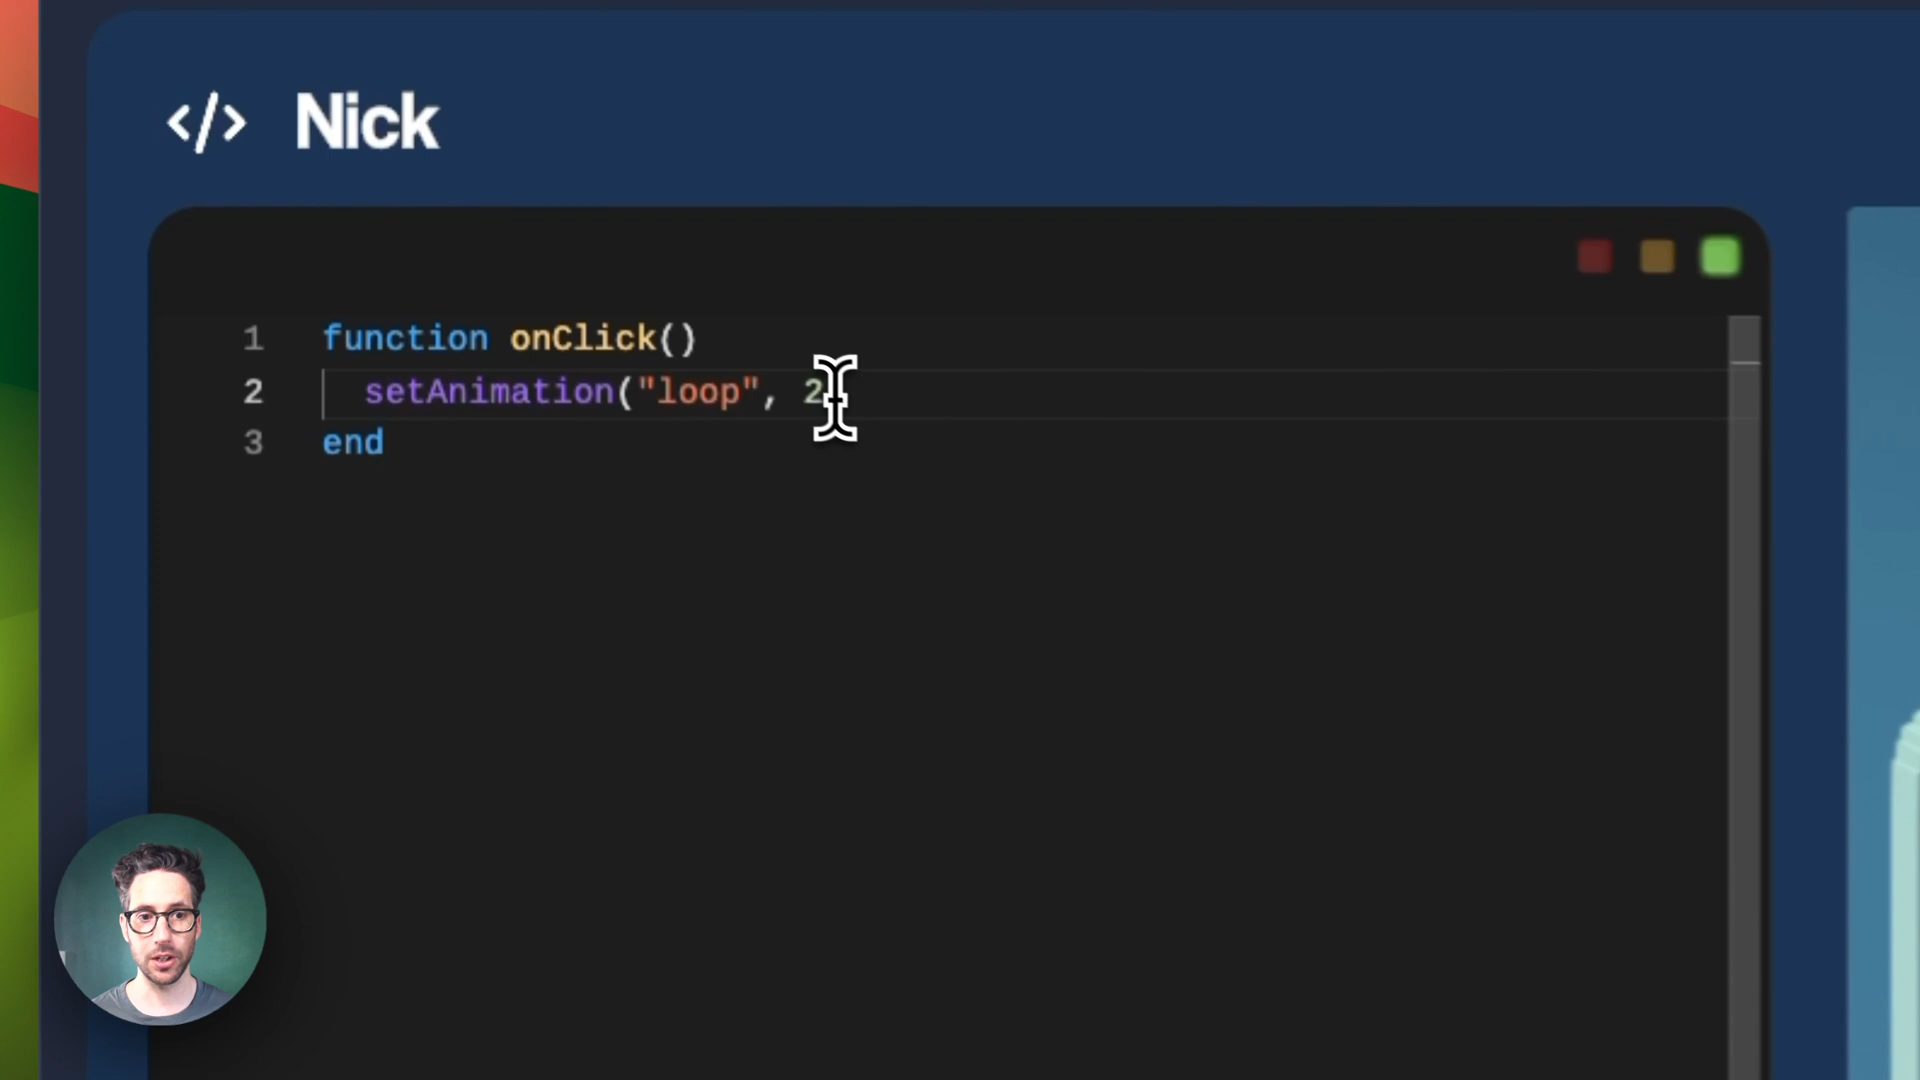 </> Nick
1 function onClick()
2 setAnimation("loop", 2
3 end